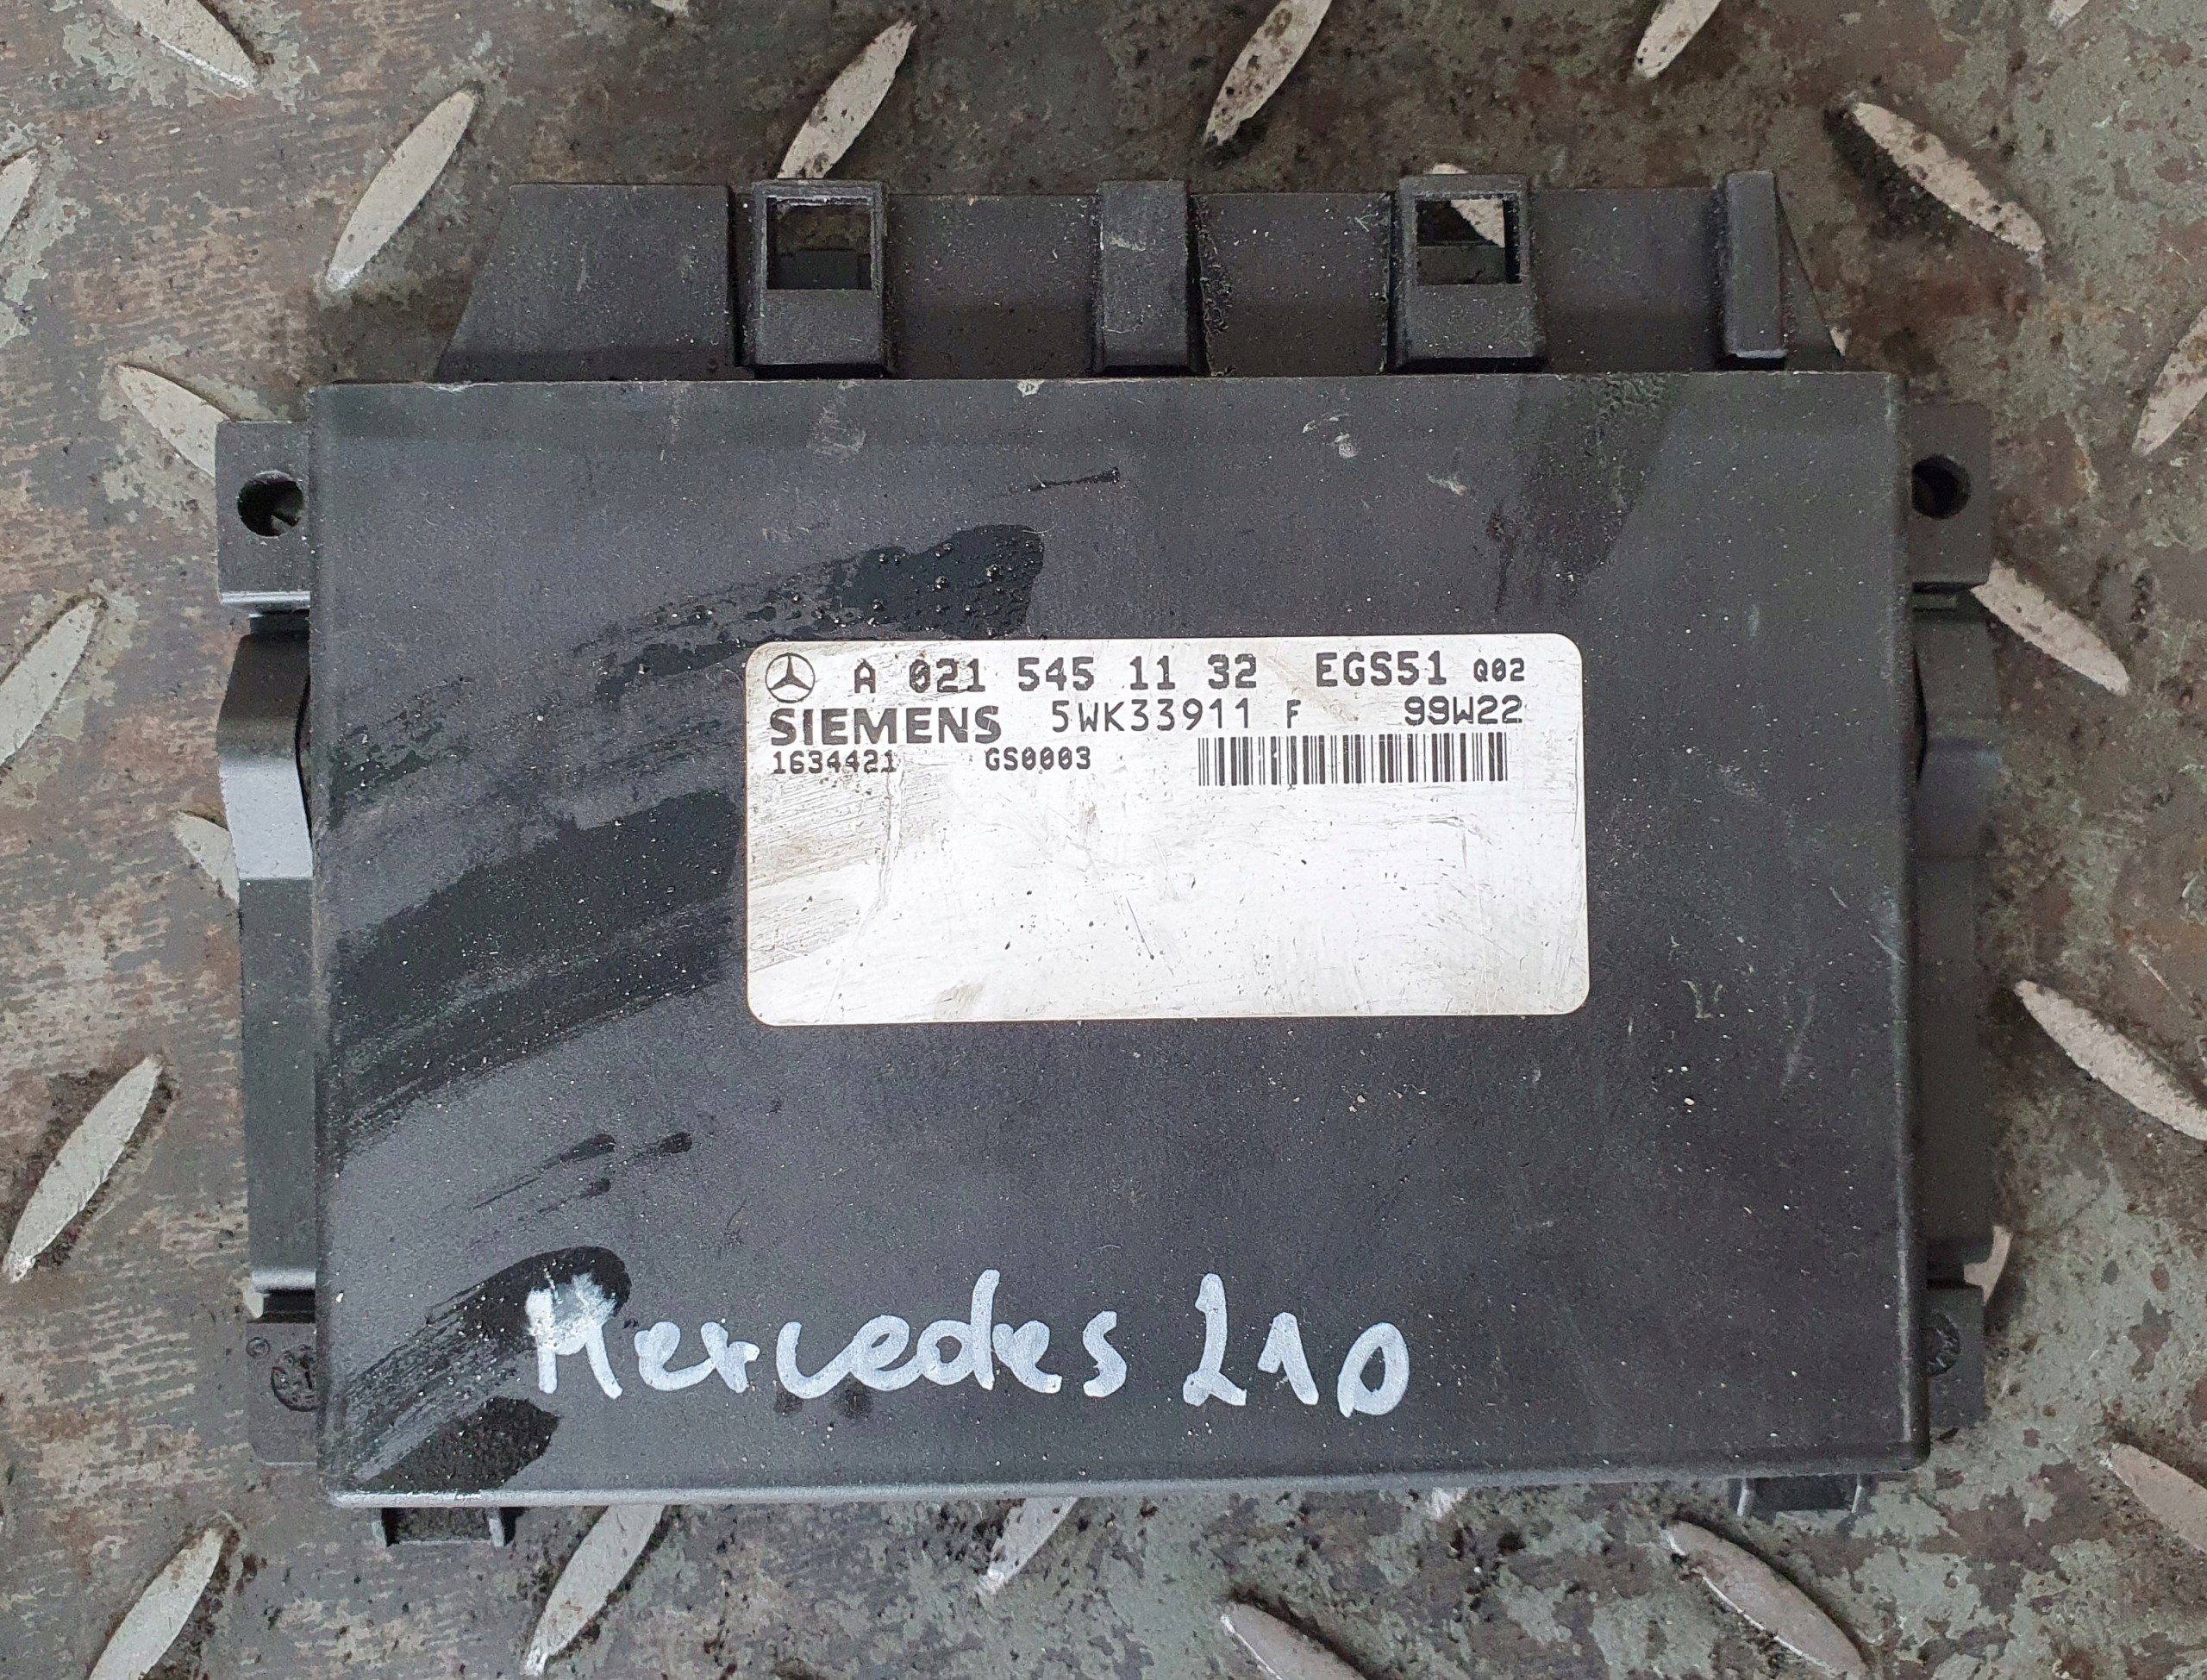 A 021 545 11 32 EGS51 Q02
SIEMENS 5WK33911 F 99W22
1634421 GS0003
Mercedes 210